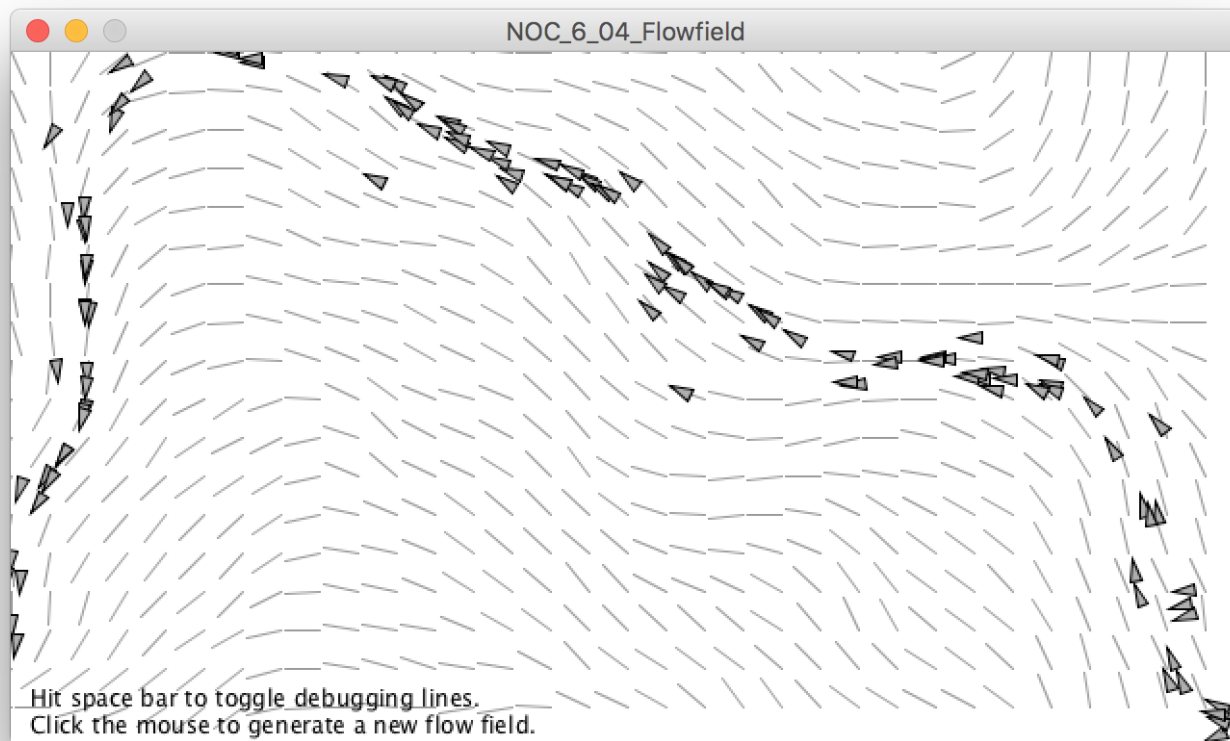 NOC_6_04_Flowfield
Hit space bar to toggle debugging lines.
Click the mouse to generate a new flow field.